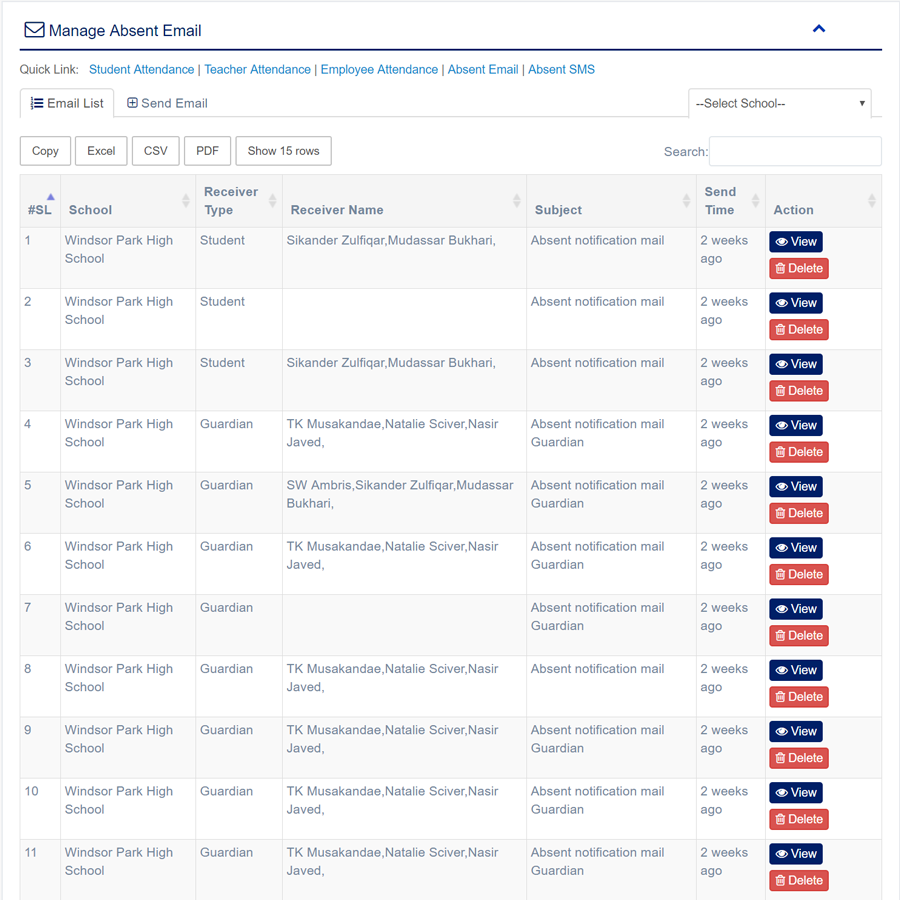 Manage Absent Email
Quick Link: Student Attendance | Teacher Attendance | Employee Attendance | Absent Email | Absent SMS
Email List Send Email --Select School--
Copy Excel CSV PDF Show 15 rows Search:
#SL School Receiver Type Receiver Name Subject Send Time Action
1 Windsor Park High School Student Sikander Zulfiqar,Mudassar Bukhari, Absent notification mail 2 weeks ago View Delete
2 Windsor Park High School Student Absent notification mail 2 weeks ago View Delete
3 Windsor Park High School Student Sikander Zulfiqar,Mudassar Bukhari, Absent notification mail 2 weeks ago View Delete
4 Windsor Park High School Guardian TK Musakandae,Natalie Sciver,Nasir Javed, Absent notification mail Guardian 2 weeks ago View Delete
5 Windsor Park High School Guardian SW Ambris,Sikander Zulfiqar,Mudassar Bukhari, Absent notification mail Guardian 2 weeks ago View Delete
6 Windsor Park High School Guardian TK Musakandae,Natalie Sciver,Nasir Javed, Absent notification mail Guardian 2 weeks ago View Delete
7 Windsor Park High School Guardian Absent notification mail Guardian 2 weeks ago View Delete
8 Windsor Park High School Guardian TK Musakandae,Natalie Sciver,Nasir Javed, Absent notification mail 2 weeks ago View Delete
9 Windsor Park High School Guardian TK Musakandae,Natalie Sciver,Nasir Javed, Absent notification mail Guardian 2 weeks ago View Delete
10 Windsor Park High School Guardian TK Musakandae,Natalie Sciver,Nasir Javed, Absent notification mail Guardian 2 weeks ago View Delete
11 Windsor Park High School Guardian TK Musakandae,Natalie Sciver,Nasir Javed, Absent notification mail Guardian 2 weeks ago View Delete